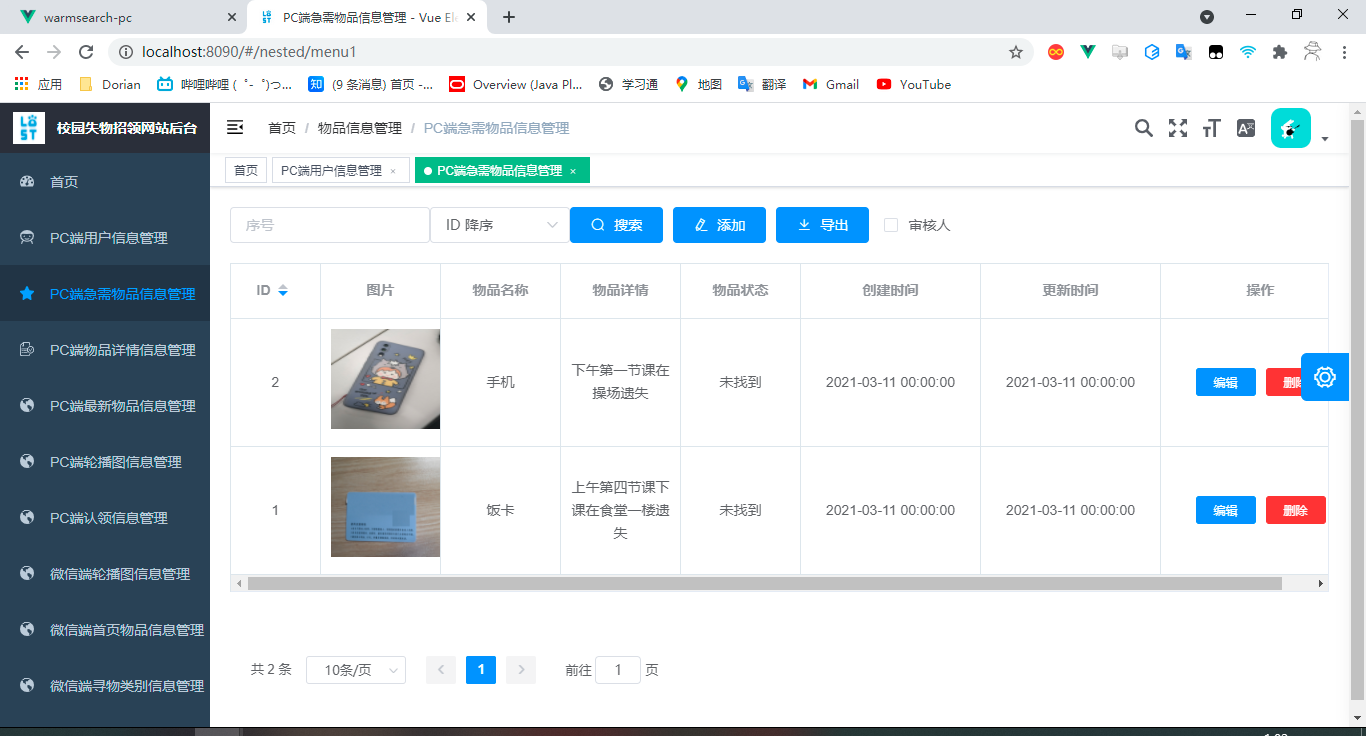 warmsearch-pc
PC端急需物品信息管理 - Vue Ele
localhost:8090/#/nested/menu1
应用 Dorian 哔哩哔哩 (゜-゜)つ... (9 条消息) 首页 -... Overview (Java Pl... 学习通 地图 翻译 Gmail YouTube
LOST 校园失物招领网站后台
首页 / 物品信息管理 / PC端急需物品信息管理
首页 PC端用户信息管理 × PC端急需物品信息管理 ×
首页
PC端用户信息管理
PC端急需物品信息管理
PC端物品详情信息管理
PC端最新物品信息管理
PC端轮播图信息管理
PC端认领信息管理
微信端轮播图信息管理
微信端首页物品信息管理
微信端寻物类别信息管理
序号 ID 降序 搜索 添加 导出 审核人
ID 图片 物品名称 物品详情 物品状态 创建时间 更新时间 操作
2 手机 下午第一节课在
操场遗失 未找到 2021-03-11 00:00:00 2021-03-11 00:00:00 编辑 删除
1 饭卡 上午第四节课下
课在食堂一楼遗
失 未找到 2021-03-11 00:00:00 2021-03-11 00:00:00 编辑 删除
共 2 条 10条/页 1 前往 1 页